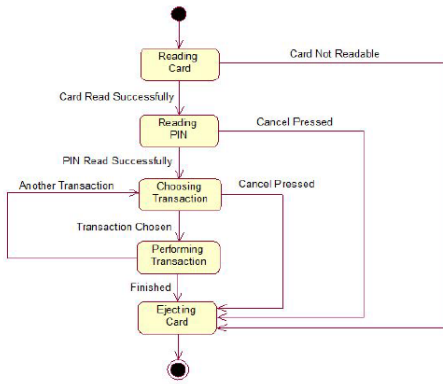 Reading
Card
Card Not Readable
Card Read Successfully
Reading
PIN
Cancel Pressed
PIN Read Successfully
Another Transaction
Choosing
Transaction
Cancel Pressed
Transaction Chosen
Performing
Transaction
Finished
Ejecting
Card